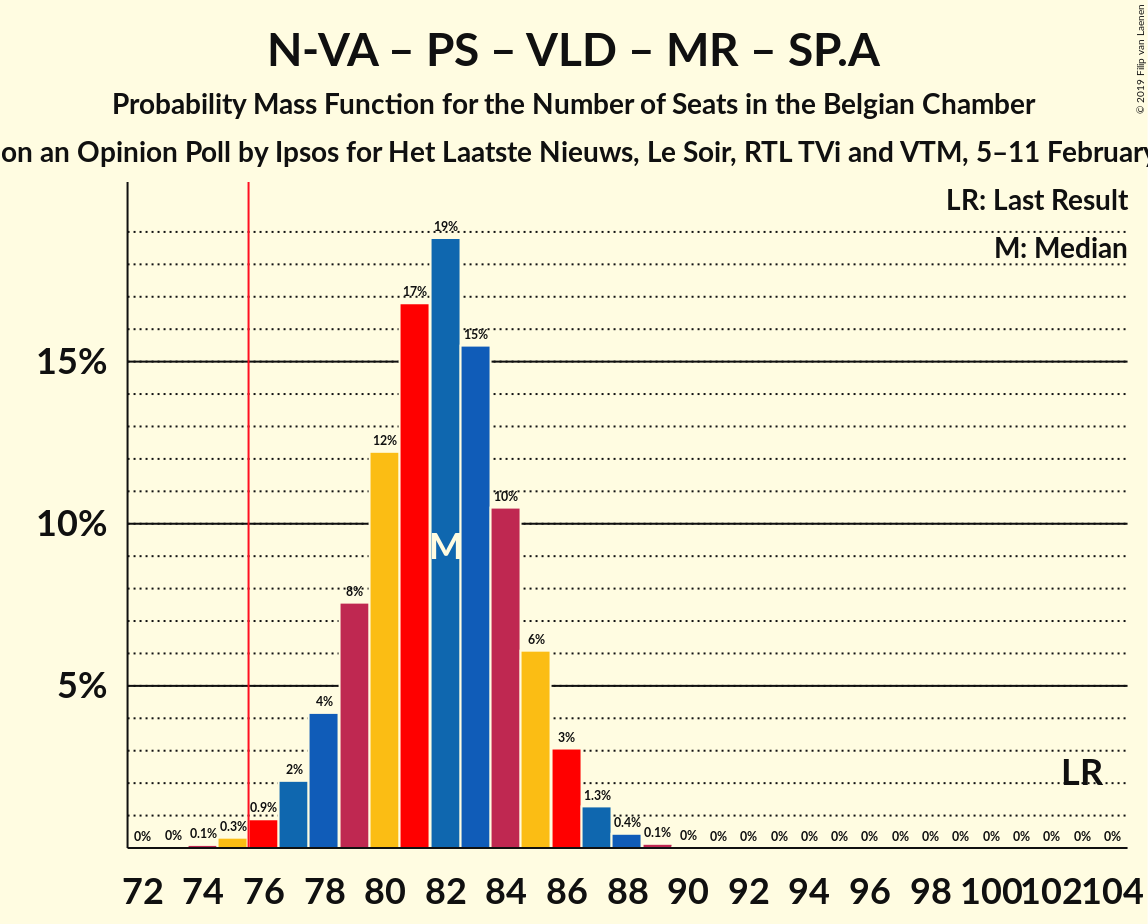 N-VA – PS – VLD – MR – SP.A
Probability Mass Function for the Number of Seats in the Belgian Chamber
on an Opinion Poll by Ipsos for Het Laatste Nieuws, Le Soir, RTL TVi and VTM, 5–11 February
© 2019 Filip van Laenen
LR: Last Result
M: Median
15%
10%
5%
0% 0% 0.1% 0.3% 0.9% 2% 4% 8% 12% 17% 19% 15% 10% 6% 3% 1.3% 0.4% 0.1% 0% 0% 0% 0% 0% 0% 0% 0% 0% 0% 0% 0% 0% 0% 0%
M
LR
72 74 76 78 80 82 84 86 88 90 92 94 96 98 100 102 104